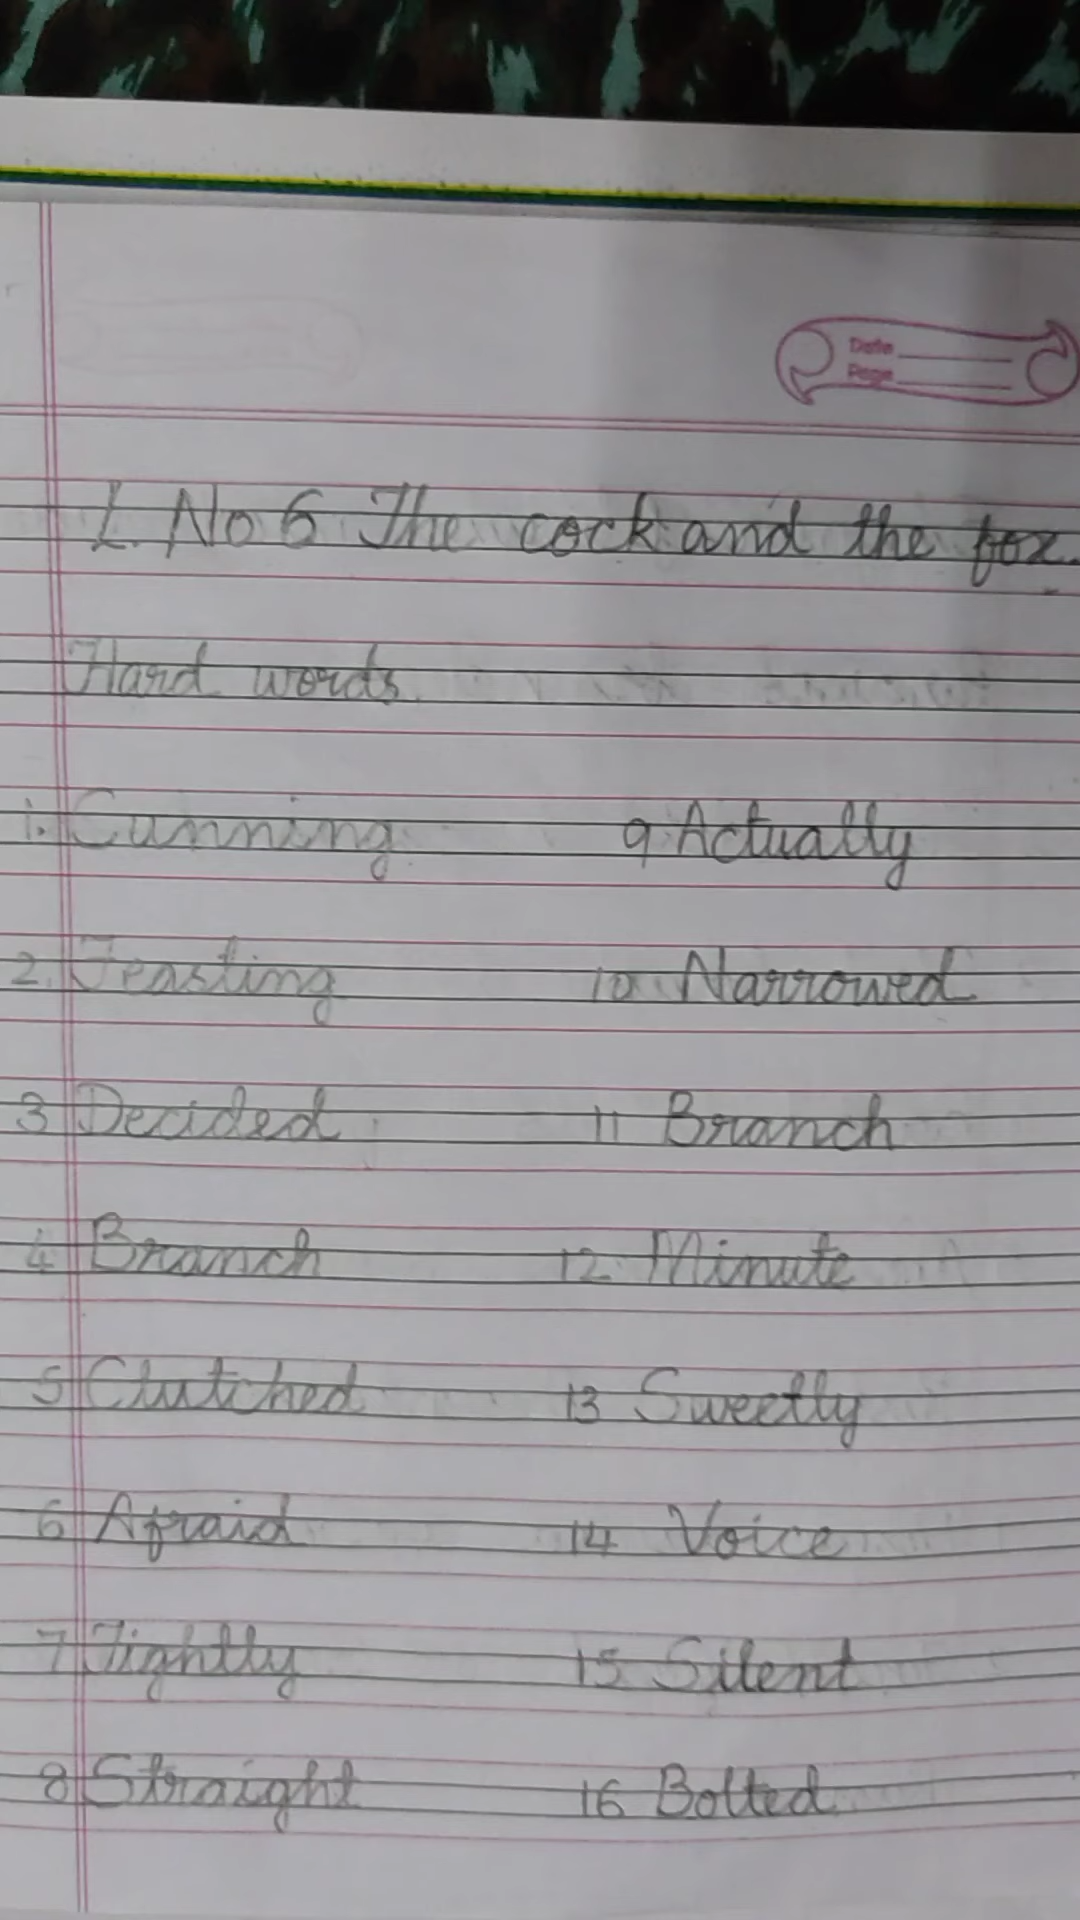 Date
Page
L. No 6 The cock and the fox.
Hard words
1. Cunning
9. Actually
2. Feasting
10. Narrowed
3 Decided
11 Branch
4 Branch
12. Minute
5 Clutched
13 Sweetly
6 Afraid
14 Voice
7 Tightly
15 Silent
8 Straight
16 Bolted